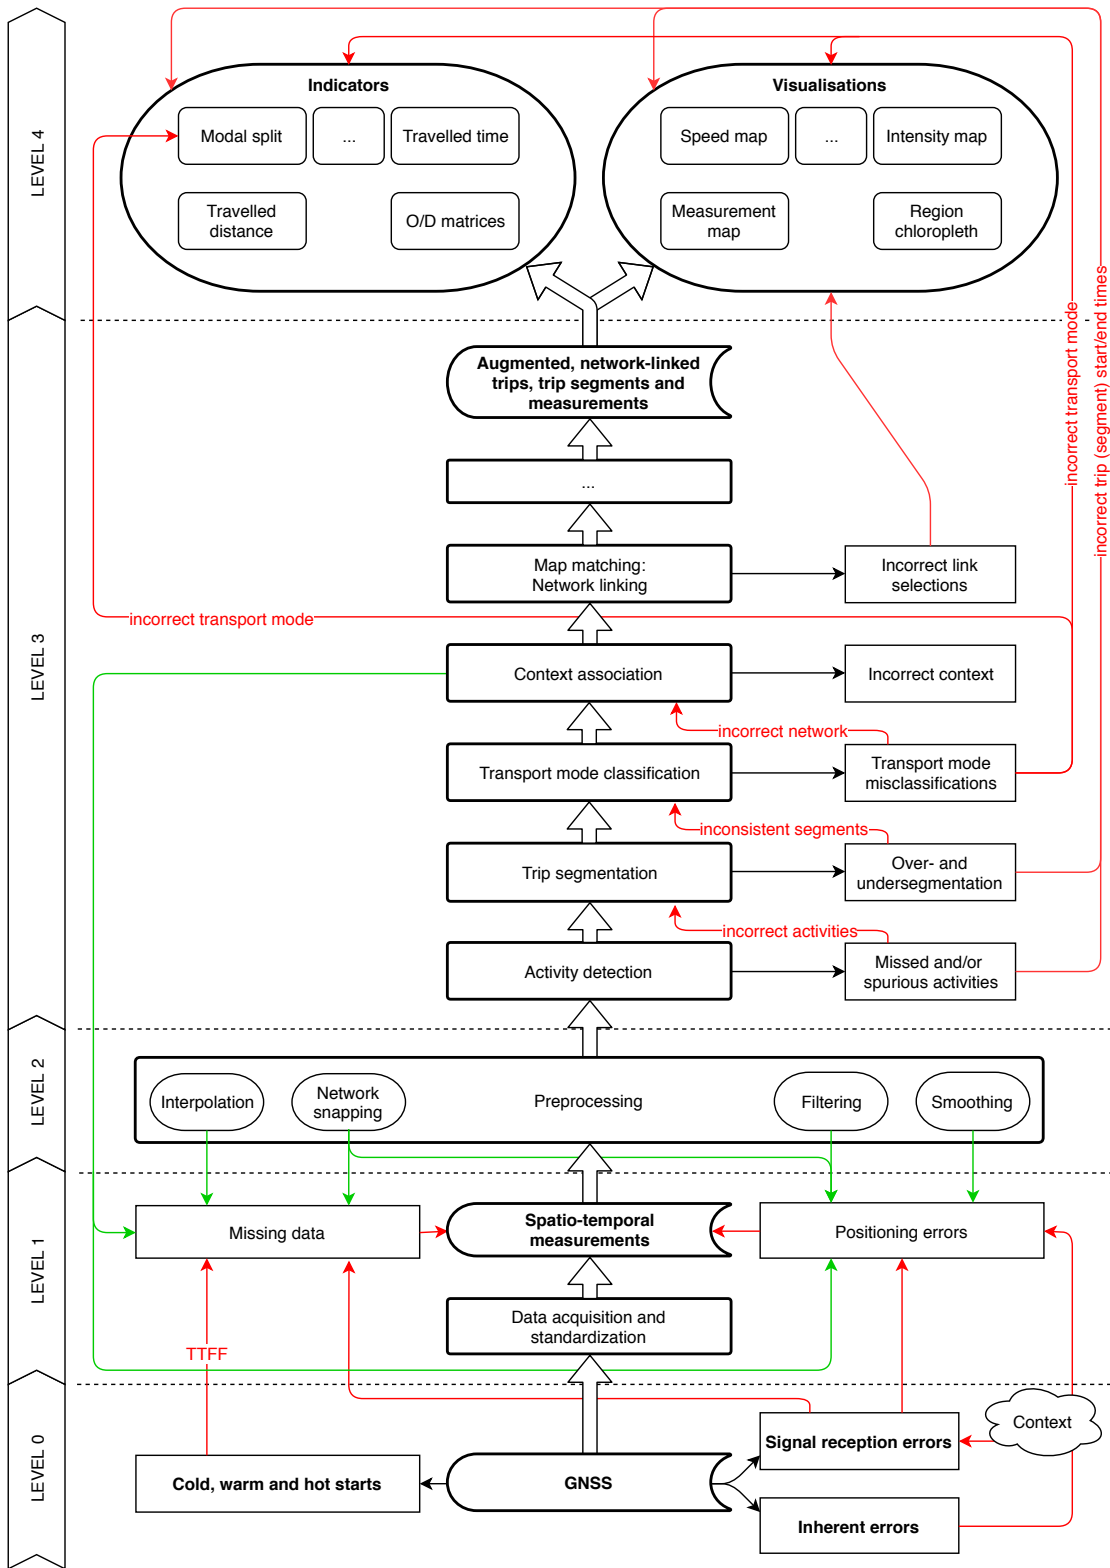 LEVEL 4
Indicators
Modal split
...
Travelled time
Travelled
distance
O/D matrices
Visualisations
Speed map
...
Intensity map
Measurement
map
Region
chloropleth
incorrect transport mode
incorrect trip (segment) start/end times
LEVEL 3
Augmented, network-linked
trips, trip segments and
measurements
...
Map matching:
Network linking
Incorrect link
selections
incorrect transport mode
Context association
Incorrect context
incorrect network
Transport mode classification
Transport mode
misclassifications
inconsistent segments
Trip segmentation
Over- and
undersegmentation
incorrect activities
Activity detection
Missed and/or
spurious activities
LEVEL 2
Interpolation
Network
snapping
Preprocessing
Filtering
Smoothing
LEVEL 1
Missing data
Spatio-temporal
measurements
Positioning errors
Data acquisition and
standardization
TTFF
LEVEL 0
Context
Signal reception errors
Cold, warm and hot starts
GNSS
Inherent errors